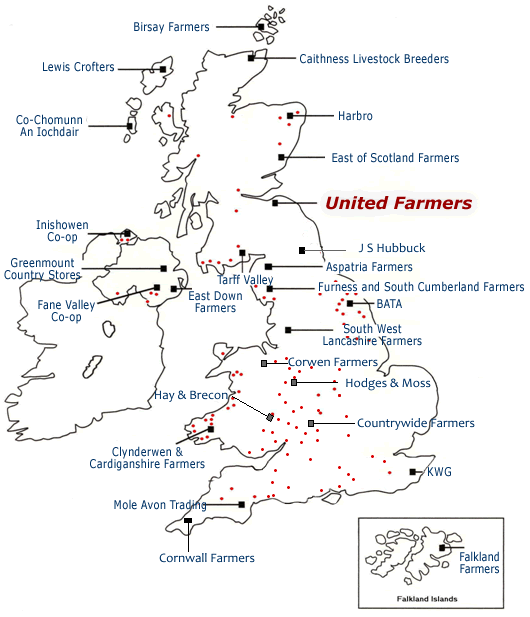 Birsay Farmers
Caithness Livestock Breeders
Lewis Crofters
Harbro
Co-Chomunn
An Iochdair
East of Scotland Farmers
United Farmers
Inishowen
Co-op
J S Hubbuck
Greenmount
Country Stores
Aspatria Farmers
Tarff Valley
Furness and South Cumberland Farmers
East Down
Farmers
Fane Valley
Co-op
BATA
South West
Lancashire Farmers
Corwen Farmers
Hodges & Moss
Hay & Brecon
Countrywide Farmers
Clynderwen &
Cardiganshire Farmers
KWG
Mole Avon Trading
Cornwall Farmers
Falkland
Farmers
Falkland Islands